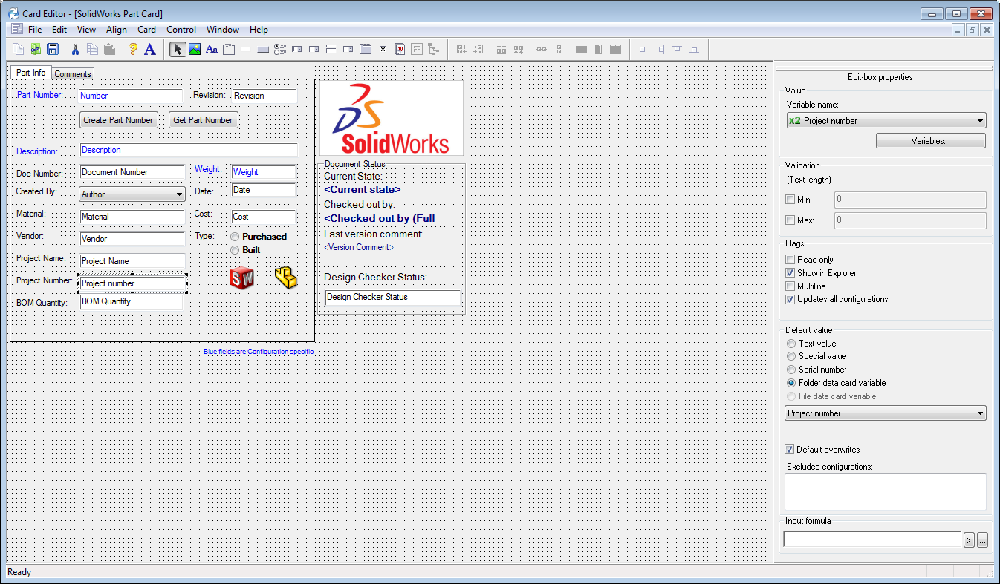 Card Editor - [SolidWorks Part Card]
File Edit View Align Card Control Window Help
Part Info Comments
Part Number: Number Revision: Revision
Create Part Number Get Part Number
Description: Description
Doc Number: Document Number Weight: Weight
Created By: Author Date: Date
Material: Material Cost: Cost
Vendor: Vendor Type: Purchased
Built
Project Name: Project Name
Project Number: Project number
BOM Quantity: BOM Quantity
Blue fields are Configuration specific
SolidWorks
Document Status
Current State:
<Current state>
Checked out by:
<Checked out by (Full
Last version comment:
<Version Comment>
Design Checker Status:
Design Checker Status
Edit-box properties
Value
Variable name:
x2 Project number
Variables...
Validation
(Text length)
Min: 0
Max: 0
Flags
Read-only
Show in Explorer
Multiline
Updates all configurations
Default value
Text value
Special value
Serial number
Folder data card variable
File data card variable
Project number
Default overwrites
Excluded configurations:
Input formula
> ...
Ready